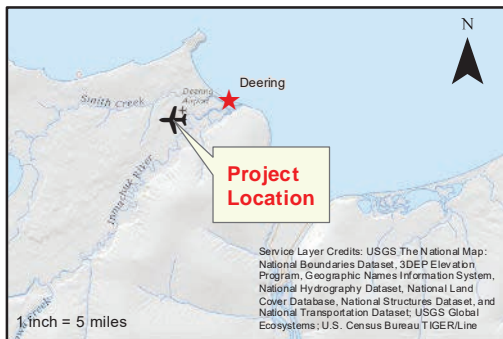 Deering
Smith Creek
Deering
Airport
Inmachuk River
Project
Location
Service Layer Credits: USGS The National Map:
National Boundaries Dataset, 3DEP Elevation
Program, Geographic Names Information System,
National Hydrography Dataset, National Land
Cover Database, National Structures Dataset, and
National Transportation Dataset; USGS Global
Ecosystems; U.S. Census Bureau TIGER/Line
Creek
1 inch = 5 miles
N